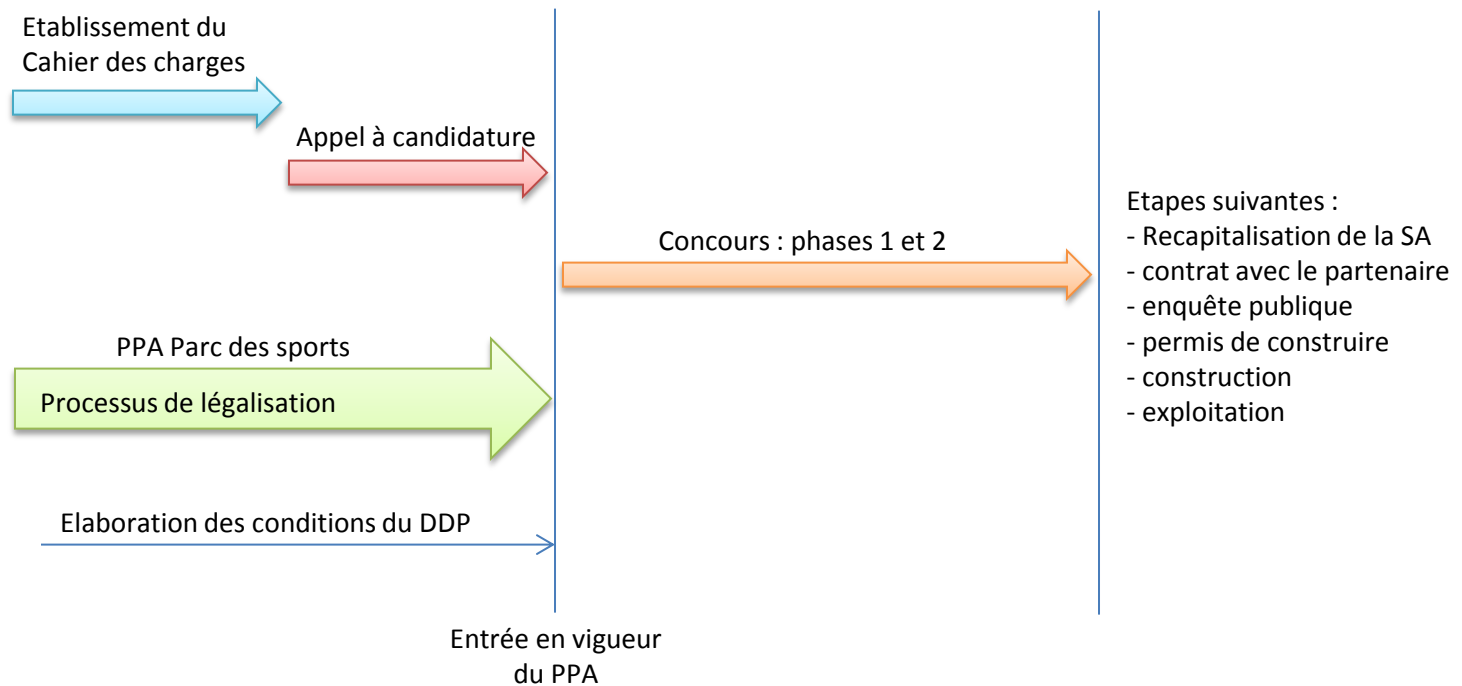 Etablissement du
Cahier des charges
Appel à candidature
Concours : phases 1 et 2
PPA Parc des sports
Processus de légalisation
Elaboration des conditions du DDP
Entrée en vigueur
du PPA
Etapes suivantes :
- Recapitalisation de la SA
- contrat avec le partenaire
- enquête publique
- permis de construire
- construction
- exploitation